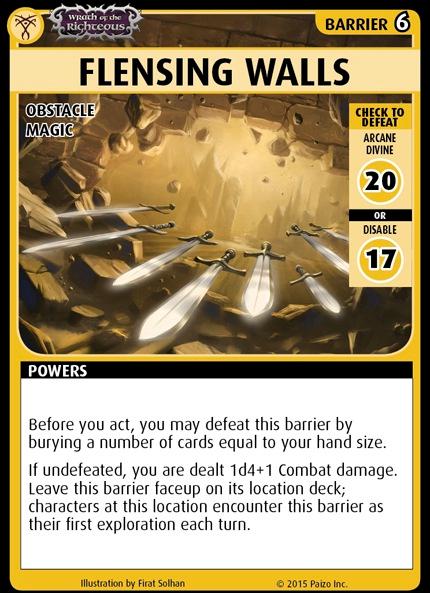 Wrath of the
Righteous
BARRIER 6
FLENSING WALLS
OBSTACLE
MAGIC
CHECK TO
DEFEAT
ARCANE
DIVINE
20
OR
DISABLE
17
POWERS
Before you act, you may defeat this barrier by
burying a number of cards equal to your hand size.
If undefeated, you are dealt 1d4+1 Combat damage.
Leave this barrier faceup on its location deck;
characters at this location encounter this barrier as
their first exploration each turn.
Illustration by Firat Solhan
© 2015 Paizo Inc.